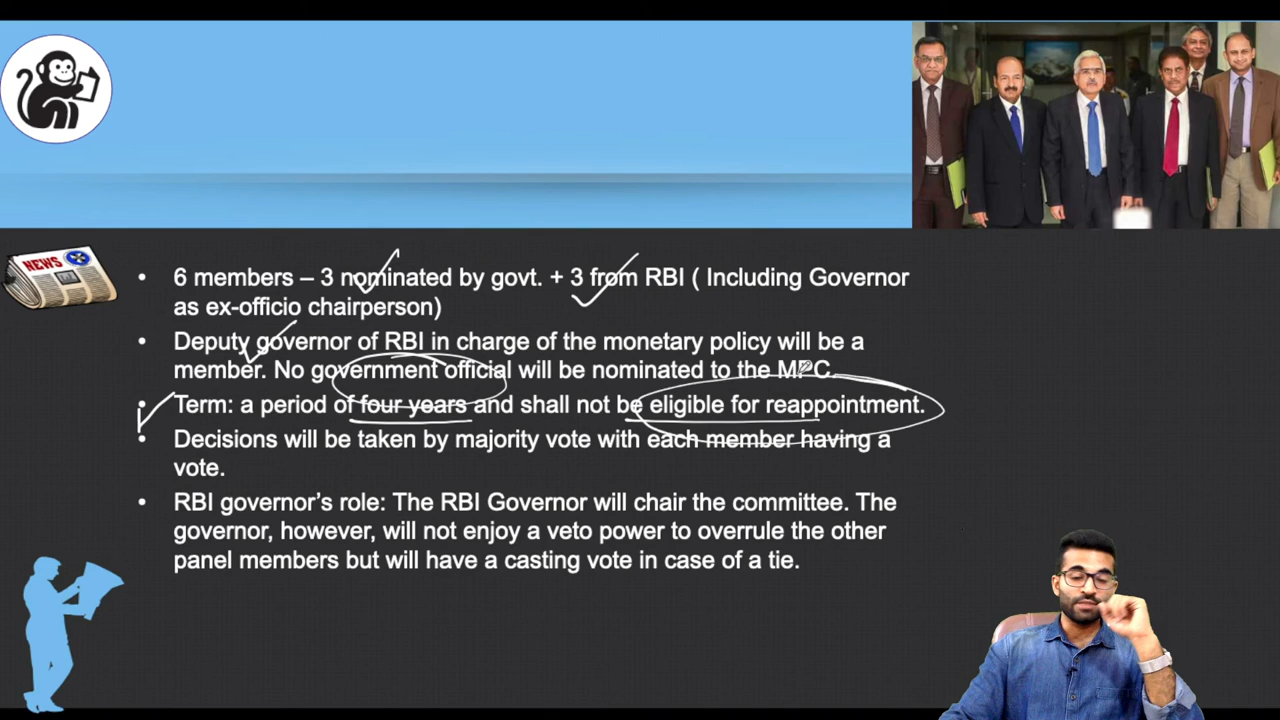 NEWS
• 6 members – 3 nominated by govt. + 3 from RBI ( Including Governor
as ex-officio chairperson)
• Deputy governor of RBI in charge of the monetary policy will be a
member. No government official will be nominated to the MPC.
• Term: a period of four years and shall not be eligible for reappointment.
• Decisions will be taken by majority vote with each member having a
vote.
• RBI governor’s role: The RBI Governor will chair the committee. The
governor, however, will not enjoy a veto power to overrule the other
panel members but will have a casting vote in case of a tie.